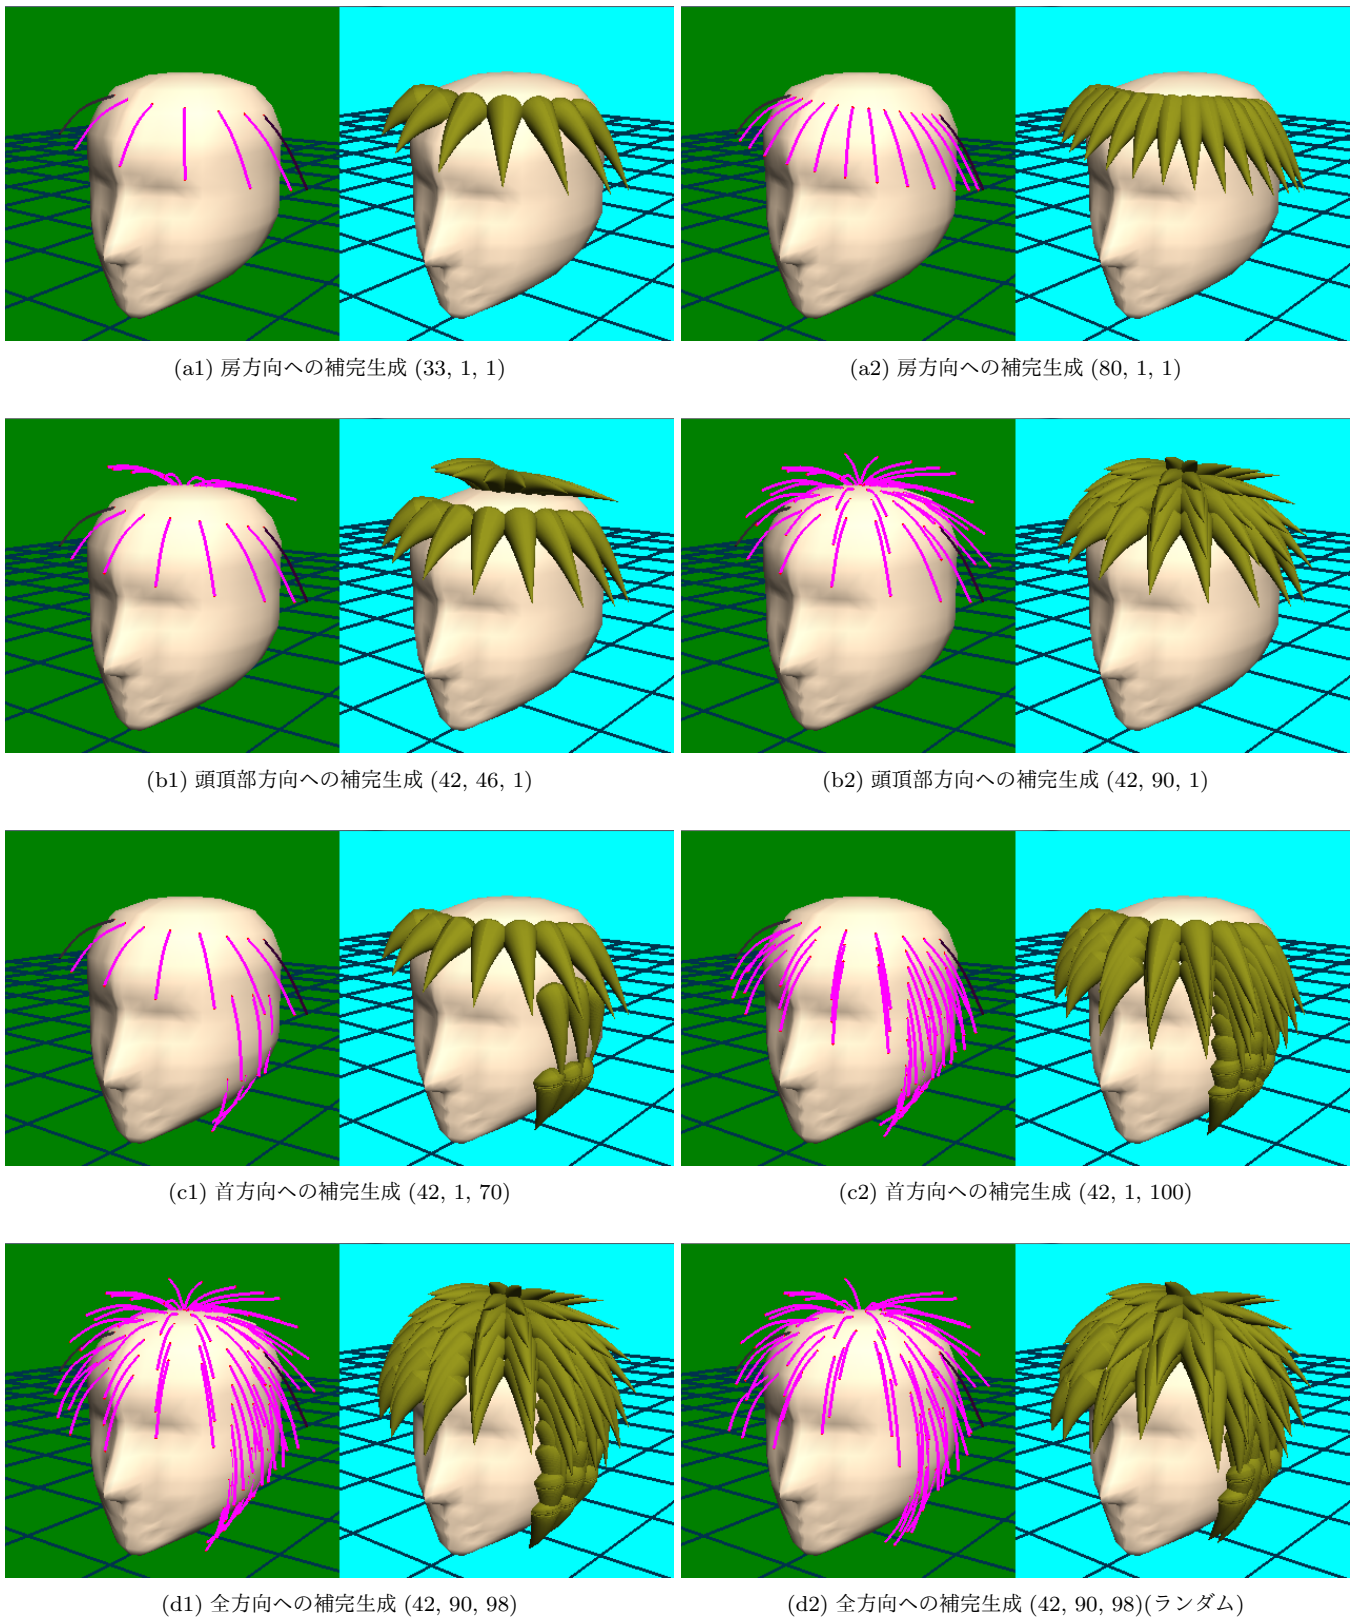 (a1) 房方向への補完生成 (33, 1, 1)
(a2) 房方向への補完生成 (80, 1, 1)
(b1) 頭頂部方向への補完生成 (42, 46, 1)
(b2) 頭頂部方向への補完生成 (42, 90, 1)
(c1) 首方向への補完生成 (42, 1, 70)
(c2) 首方向への補完生成 (42, 1, 100)
(d1) 全方向への補完生成 (42, 90, 98)
(d2) 全方向への補完生成 (42, 90, 98)(ランダム)